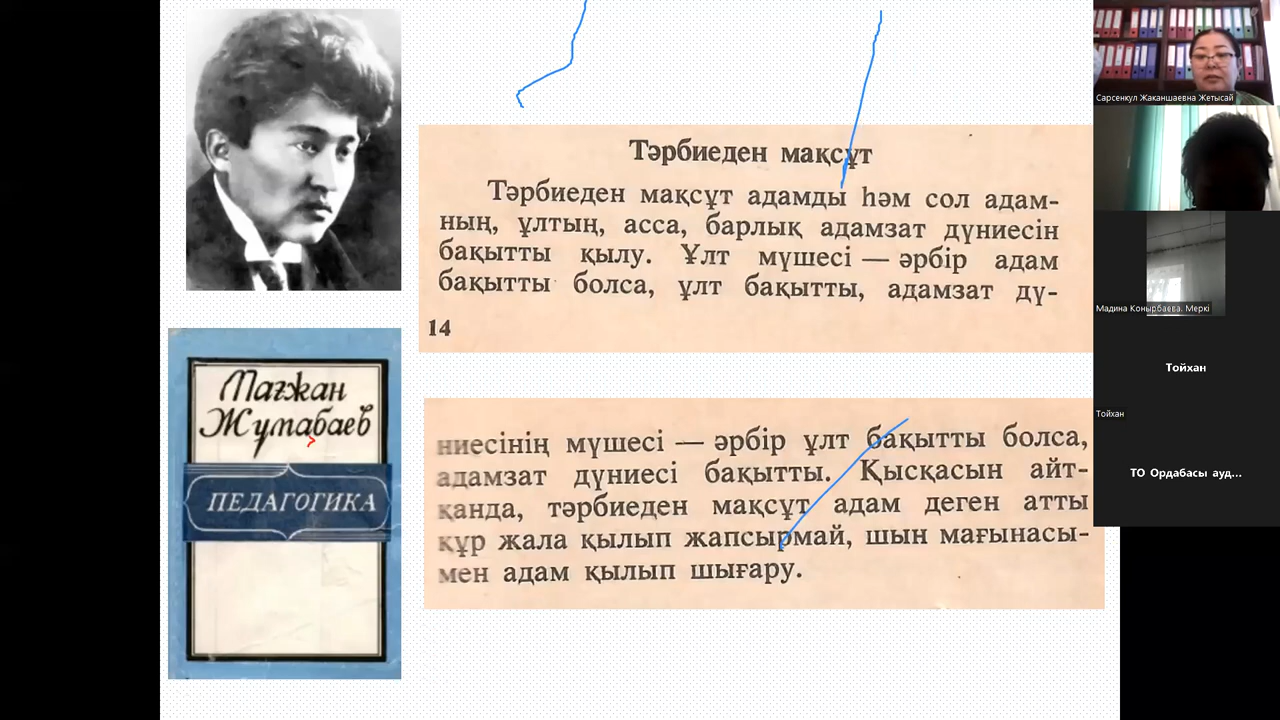 Тәрбиеден мақсұт
Тәрбиеден мақсұт адамды һәм сол адам-
ның, ұлтың, асса, барлық адамзат дүниесін
бақытты қылу. Ұлт мүшесі — әрбір адам
бақытты болса, ұлт бақытты, адамзат дү-
14
ниесінің мүшесі — әрбір ұлт бақытты болса,
адамзат дүниесі бақытты. Қысқасын айт-
қанда, тәрбиеден мақсұт адам деген атты
құр жала қылып жапсырмай, шын мағынасы-
мен адам қылып шығару.
Мағжан
Жумабаев
ПЕДАГОГИКА
Сарсенкул Жаканшаевна Жетысай
Мадина Конырбаева. Меркі
Тойхан
Тойхан
ТО Ордабасы ауд...